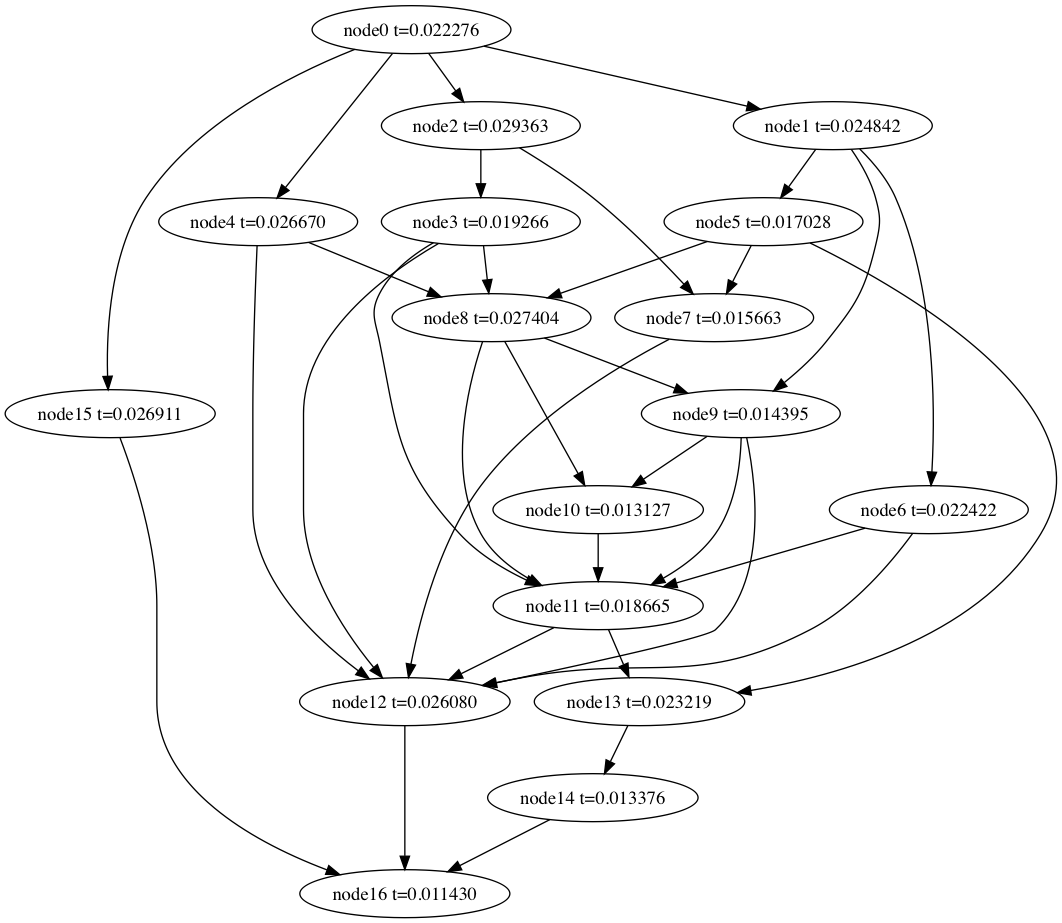 node0 t=0.022276
node2 t=0.029363
node1 t=0.024842
node4 t=0.026670
node3 t=0.019266
node5 t=0.017028
node8 t=0.027404
node7 t=0.015663
node15 t=0.026911
node9 t=0.014395
node10 t=0.013127
node6 t=0.022422
node11 t=0.018665
node12 t=0.026080
node13 t=0.023219
node14 t=0.013376
node16 t=0.011430